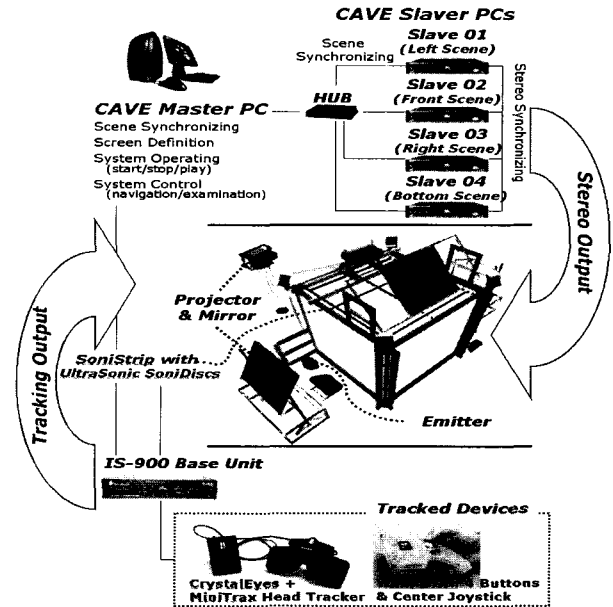 CAVE Slaver PCs
Scene
Synchronizing
Slave 01
(Left Scene)
Slave 02
(Front Scene)
Slave 03
(Right Scene)
Slave 04
(Bottom Scene)
Stereo Synchronizing
HUB
CAVE Master PC
Scene Synchronizing
Screen Definition
System Operating
(start/stop/play)
System Control
(navigation/examination)
Stereo Output
Projector
& Mirror
SoniStrip with
UltraSonic SoniDiscs
Emitter
Tracking Output
IS-900 Base Unit
Tracked Devices
CrystalEyes +
MiniTrax Head Tracker
Buttons
& Center Joystick